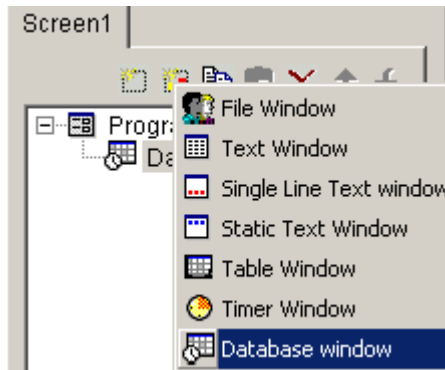 Screen1
File Window
Progr
Text Window
Da
Single Line Text window
Static Text Window
Table Window
Timer Window
Database window